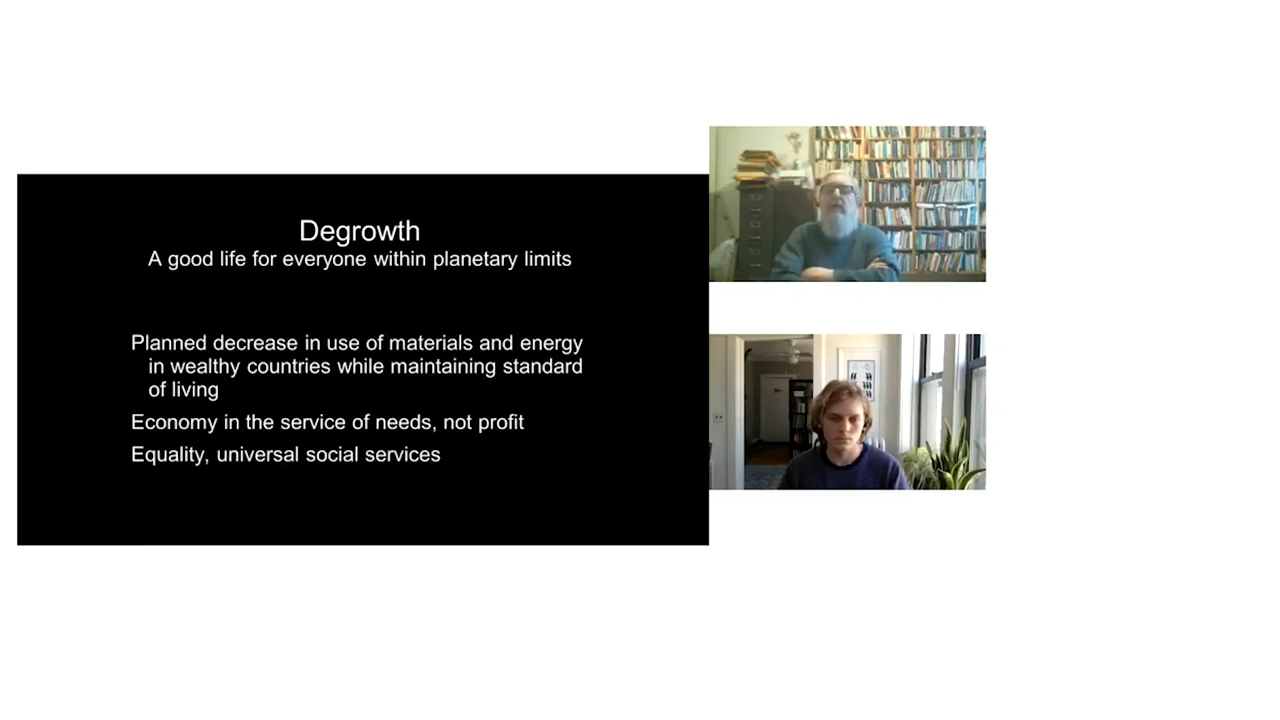 Degrowth
A good life for everyone within planetary limits
Planned decrease in use of materials and energy
in wealthy countries while maintaining standard
of living
Economy in the service of needs, not profit
Equality, universal social services